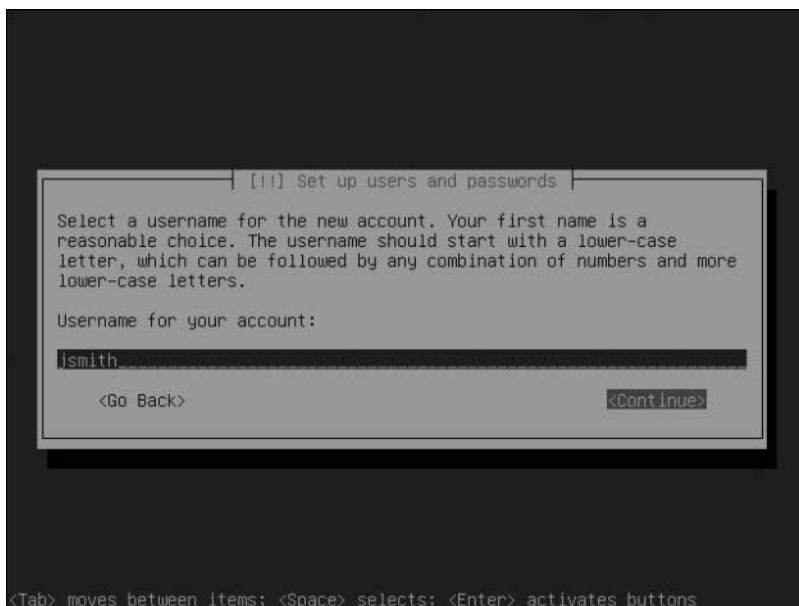 [!!] Set up users and passwords
Select a username for the new account. Your first name is a
reasonable choice. The username should start with a lower-case
letter, which can be followed by any combination of numbers and more
lower-case letters.
Username for your account:
jsmith
<Go Back> <Continue>
<Tab> moves between items; <Space> selects; <Enter> activates buttons